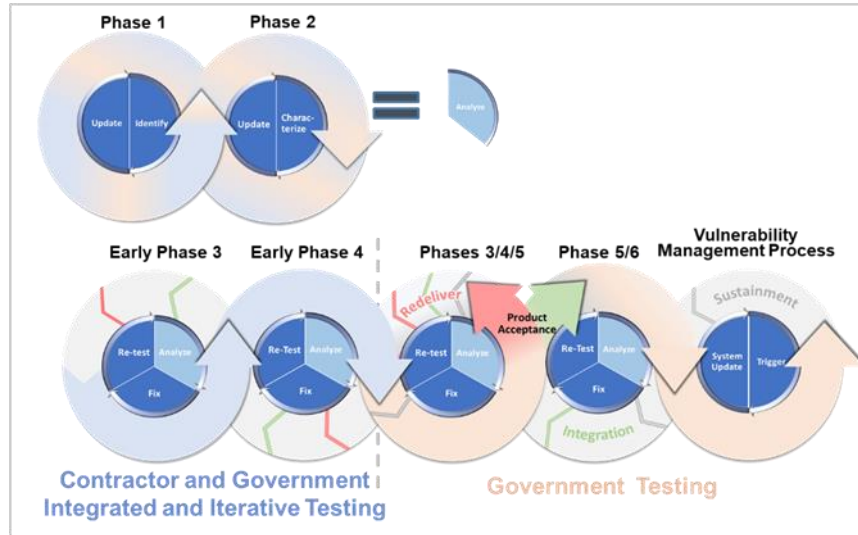 Phase 1
Phase 2
Update
Identify
Update
Charac-
terize
Analyze
Early Phase 3
Early Phase 4
Phases 3/4/5
Phase 5/6
Vulnerability
Management Process
Redeliver
Product
Acceptance
Sustainment
Re-test
Analyze
Fix
Re-Test
Analyze
Fix
Re-test
Analyze
Fix
Re-Test
Analyze
Fix
System
Update
Trigger
Integration
Contractor and Government
Integrated and Iterative Testing
Government Testing